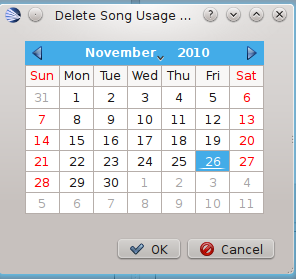 Delete Song Usage ...
November 2010
Sun Mon Tue Wed Thu Fri Sat
31 1 2 3 4 5 6
7 8 9 10 11 12 13
14 15 16 17 18 19 20
21 22 23 24 25 26 27
28 29 30 1 2 3 4
5 6 7 8 9 10 11
OK Cancel